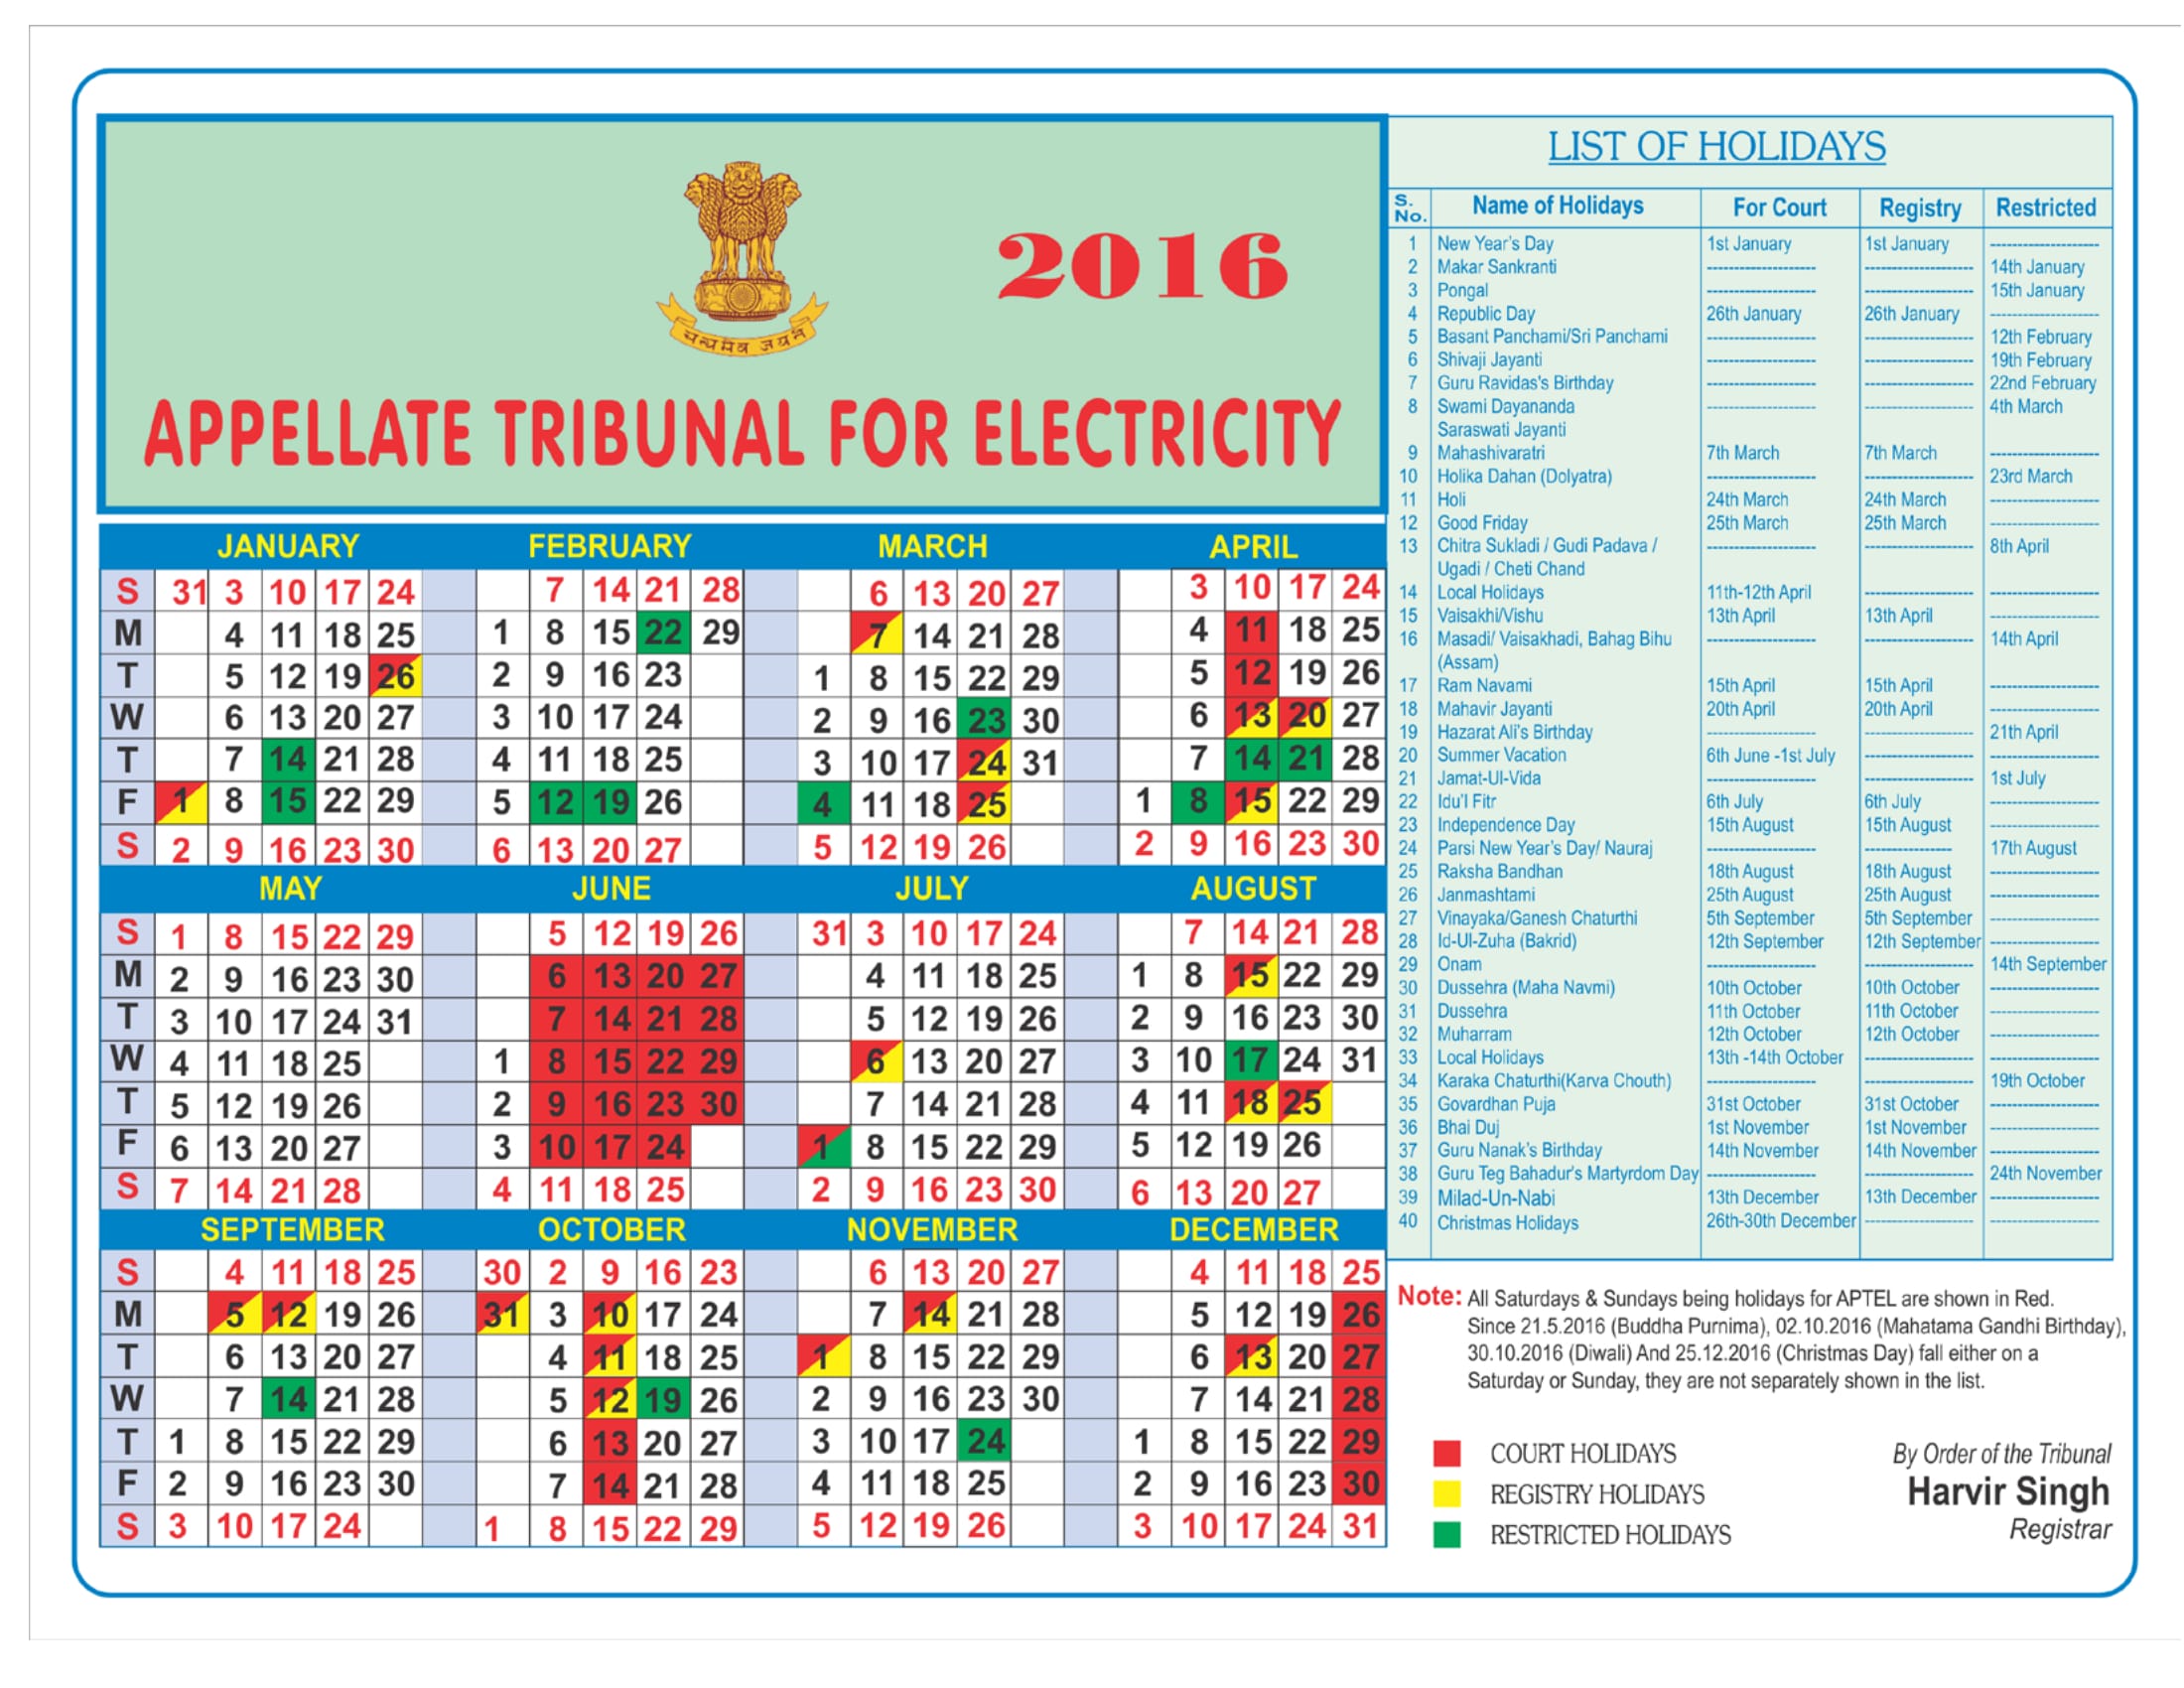 सत्यमेव जयते
2016
APPELLATE TRIBUNAL FOR ELECTRICITY
JANUARY FEBRUARY MARCH APRIL
S 31 3 10 17 24 7 14 21 28 6 13 20 27 3 10 17 24
M 4 11 18 25 1 8 15 22 29 7 14 21 28 4 11 18 25
T 5 12 19 26 2 9 16 23 1 8 15 22 29 5 12 19 26
W 6 13 20 27 3 10 17 24 2 9 16 23 30 6 13 20 27
T 7 14 21 28 4 11 18 25 3 10 17 24 31 7 14 21 28
F 1 8 15 22 29 5 12 19 26 4 11 18 25 1 8 15 22 29
S 2 9 16 23 30 6 13 20 27 5 12 19 26 2 9 16 23 30
MAY JUNE JULY AUGUST
S 1 8 15 22 29 5 12 19 26 31 3 10 17 24 7 14 21 28
M 2 9 16 23 30 6 13 20 27 4 11 18 25 1 8 15 22 29
T 3 10 17 24 31 7 14 21 28 5 12 19 26 2 9 16 23 30
W 4 11 18 25 1 8 15 22 29 6 13 20 27 3 10 17 24 31
T 5 12 19 26 2 9 16 23 30 7 14 21 28 4 11 18 25
F 6 13 20 27 3 10 17 24 1 8 15 22 29 5 12 19 26
S 7 14 21 28 4 11 18 25 2 9 16 23 30 6 13 20 27
SEPTEMBER OCTOBER NOVEMBER DECEMBER
S 4 11 18 25 30 2 9 16 23 6 13 20 27 4 11 18 25
M 5 12 19 26 31 3 10 17 24 7 14 21 28 5 12 19 26
T 6 13 20 27 4 11 18 25 1 8 15 22 29 6 13 20 27
W 7 14 21 28 5 12 19 26 2 9 16 23 30 7 14 21 28
T 1 8 15 22 29 6 13 20 27 3 10 17 24 1 8 15 22 29
F 2 9 16 23 30 7 14 21 28 4 11 18 25 2 9 16 23 30
S 3 10 17 24 1 8 15 22 29 5 12 19 26 3 10 17 24 31
LIST OF HOLIDAYS
S. No. Name of Holidays For Court Registry Restricted
1 New Year's Day 1st January 1st January --------------------
2 Makar Sankranti -------------------- -------------------- 14th January
3 Pongal -------------------- -------------------- 15th January
4 Republic Day 26th January 26th January --------------------
5 Basant Panchami/Sri Panchami -------------------- -------------------- 12th February
6 Shivaji Jayanti -------------------- -------------------- 19th February
7 Guru Ravidas's Birthday -------------------- -------------------- 22nd February
8 Swami Dayananda -------------------- -------------------- 4th March
Saraswati Jayanti
9 Mahashivaratri 7th March 7th March --------------------
10 Holika Dahan (Dolyatra) -------------------- -------------------- 23rd March
11 Holi 24th March 24th March --------------------
12 Good Friday 25th March 25th March --------------------
13 Chitra Sukladi / Gudi Padava / -------------------- -------------------- 8th April
Ugadi / Cheti Chand
14 Local Holidays 11th-12th April -------------------- --------------------
15 Vaisakhi/Vishu 13th April 13th April --------------------
16 Masadi/ Vaisakhadi, Bahag Bihu -------------------- -------------------- 14th April
(Assam)
17 Ram Navami 15th April 15th April --------------------
18 Mahavir Jayanti 20th April 20th April --------------------
19 Hazarat Ali's Birthday -------------------- -------------------- 21th April
20 Summer Vacation 6th June -1st July -------------------- --------------------
21 Jamat-Ul-Vida -------------------- -------------------- 1st July
22 Idu'l Fitr 6th July 6th July --------------------
23 Independence Day 15th August 15th August --------------------
24 Parsi New Year's Day/ Nauraj -------------------- ---------------- 17th August
25 Raksha Bandhan 18th August 18th August --------------------
26 Janmashtami 25th August 25th August --------------------
27 Vinayaka/Ganesh Chaturthi 5th September 5th September --------------------
28 Id-Ul-Zuha (Bakrid) 12th September 12th September --------------------
29 Onam -------------------- -------------------- 14th September
30 Dussehra (Maha Navmi) 10th October 10th October --------------------
31 Dussehra 11th October 11th October --------------------
32 Muharram 12th October 12th October --------------------
33 Local Holidays 13th -14th October -------------------- --------------------
34 Karaka Chaturthi(Karva Chouth) -------------------- -------------------- 19th October
35 Govardhan Puja 31st October 31st October --------------------
36 Bhai Duj 1st November 1st November --------------------
37 Guru Nanak's Birthday 14th November 14th November --------------------
38 Guru Teg Bahadur's Martyrdom Day -------------------- -------------------- 24th November
39 Milad-Un-Nabi 13th December 13th December --------------------
40 Christmas Holidays 26th-30th December -------------------- --------------------
Note: All Saturdays & Sundays being holidays for APTEL are shown in Red.
Since 21.5.2016 (Buddha Purnima), 02.10.2016 (Mahatama Gandhi Birthday),
30.10.2016 (Diwali) And 25.12.2016 (Christmas Day) fall either on a
Saturday or Sunday, they are not separately shown in the list.
COURT HOLIDAYS
REGISTRY HOLIDAYS
RESTRICTED HOLIDAYS
By Order of the Tribunal
Harvir Singh
Registrar